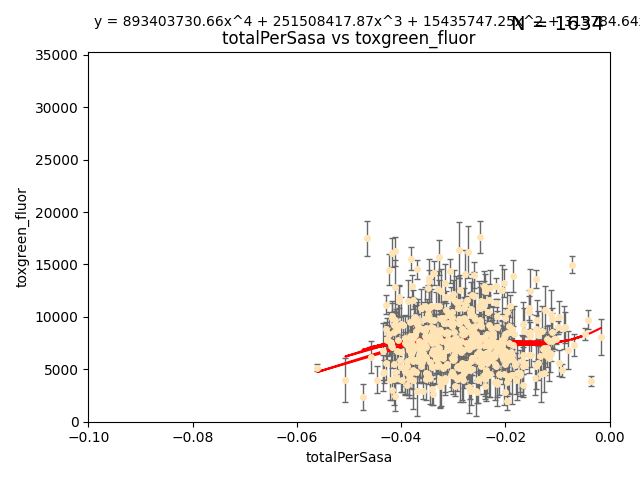 y = 893403730.66x^4 + 251508417.87x^3 + 15435747.25x^2 +
N = 1634
totalPerSasa vs toxgreen_fluor
35000
30000
25000
20000
15000
10000
5000
0
toxgreen_fluor
−0.10
−0.08
−0.06
−0.04
−0.02
0.00
totalPerSasa